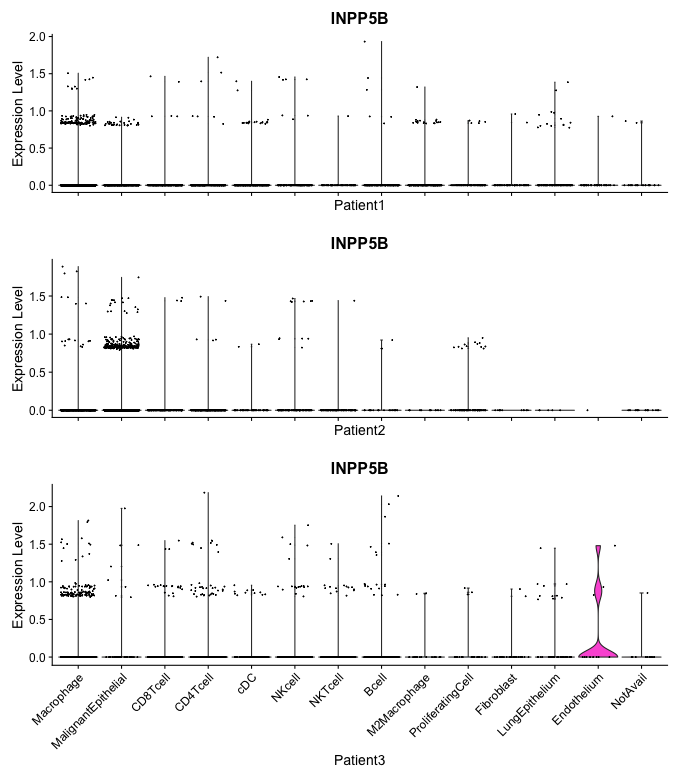 INPP5B
Expression Level
2.0
1.5
1.0
0.5
0.0
Patient1
INPP5B
Expression Level
1.5
1.0
0.5
0.0
Patient2
INPP5B
Expression Level
2.0
1.5
1.0
0.5
0.0
Macrophage
MalignantEpithelial
CD8Tcell
CD4Tcell
cDC
NKcell
NKTcell
Bcell
M2Macrophage
ProliferatingCell
Fibroblast
LungEpithelium
Endothelium
NotAvail
Patient3